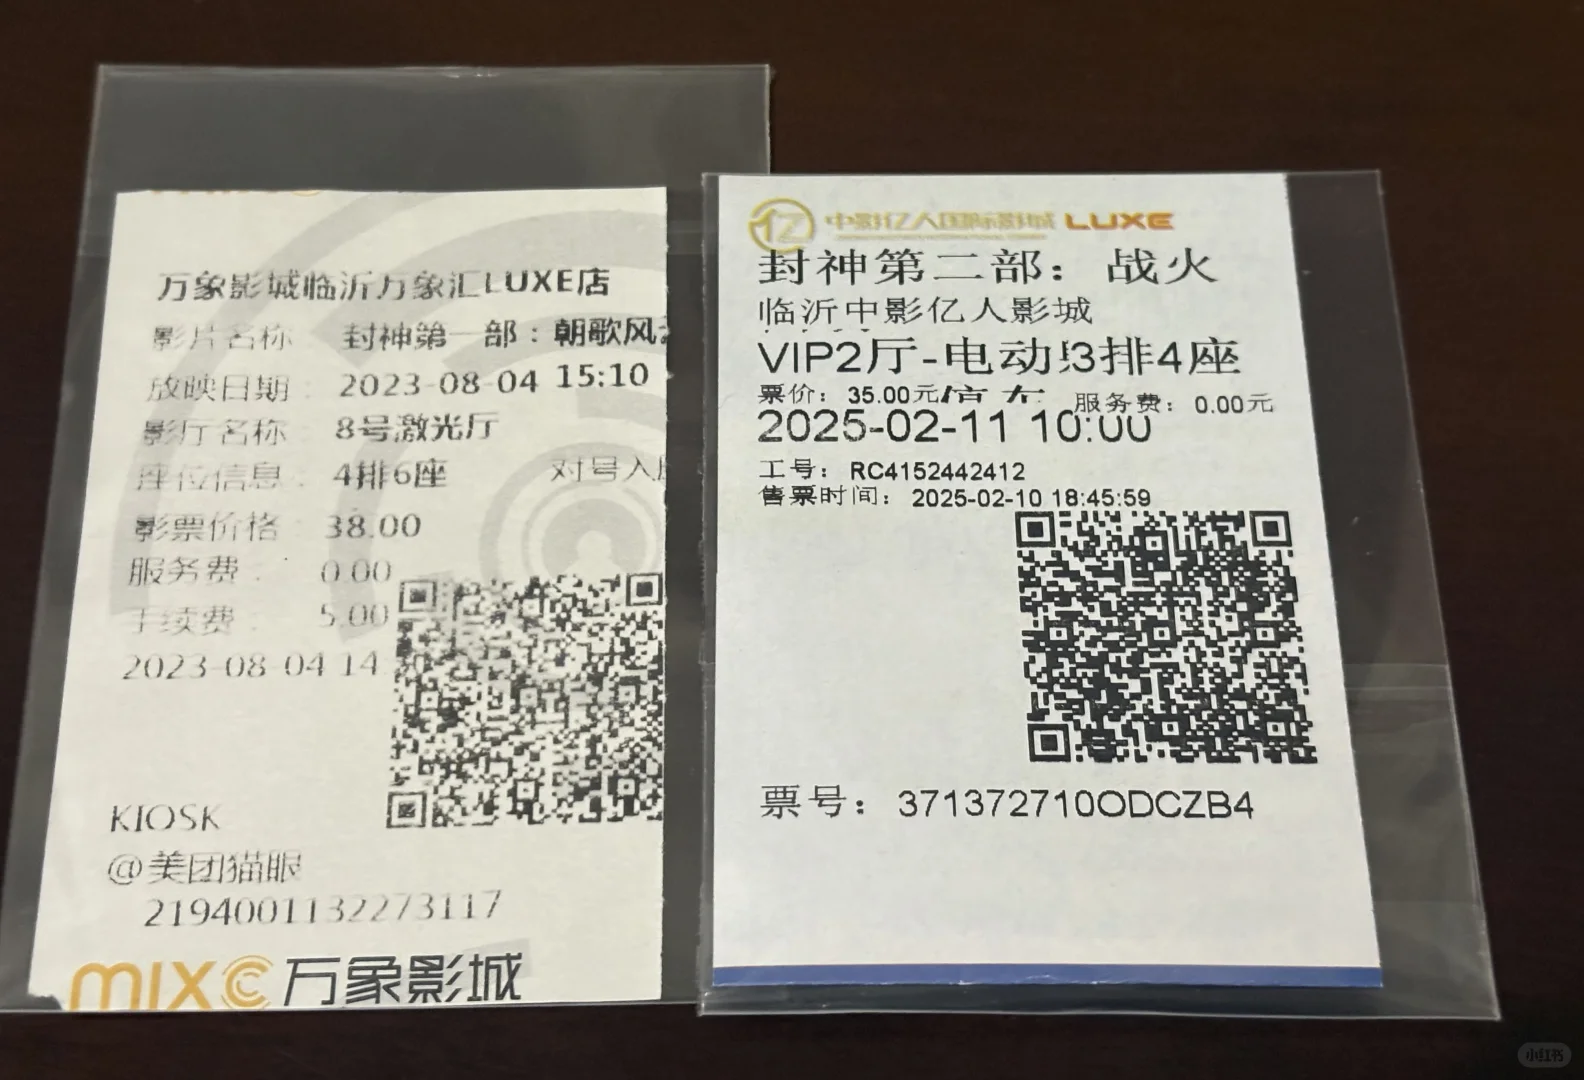 万象影城临沂万象汇LUXE店
影片名称： 封神第一部：朝歌风
放映日期： 2023-08-04 15:10
影厅名称 8号激光厅
座位信息： 4排6座 对号入
影票价格： 38.00
服务费： 0.00
手续费： 5.00
2023-08-04 14
KIOSK
@美团猫眼
2194001132273117
MIXC 万象影城
亿 中影亿人国际影城 LUXE
封神第二部：战火
临沂中影亿人影城
VIP2厅-电动 3排4座
票价：35.00元 服务费：0.00元
2025-02-11 10:00
工号：RC4152442412
售票时间：2025-02-10 18:45:59
票号：371372710ODCZB4
小红书